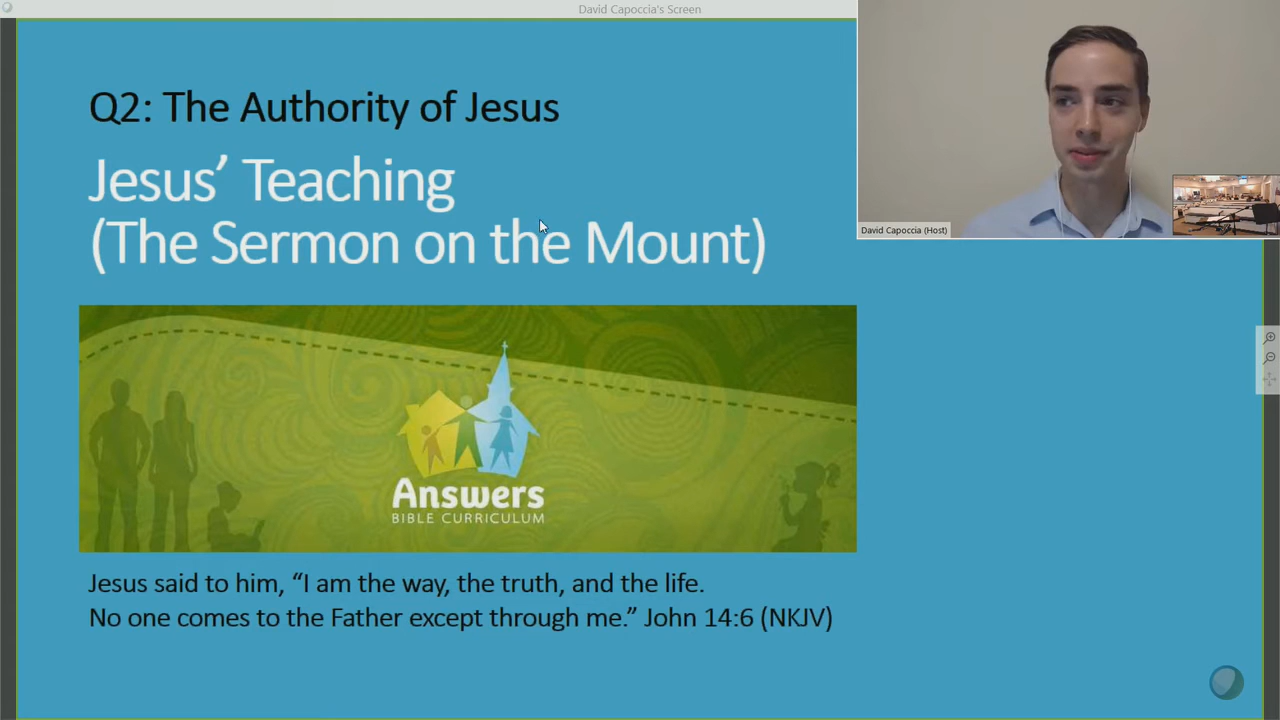 David Capoccia's Screen
Q2: The Authority of Jesus
Jesus’ Teaching
(The Sermon on the Mount)
David Capoccia (Host)
Answers
BIBLE CURRICULUM
Jesus said to him, “I am the way, the truth, and the life.
No one comes to the Father except through me.” John 14:6 (NKJV)